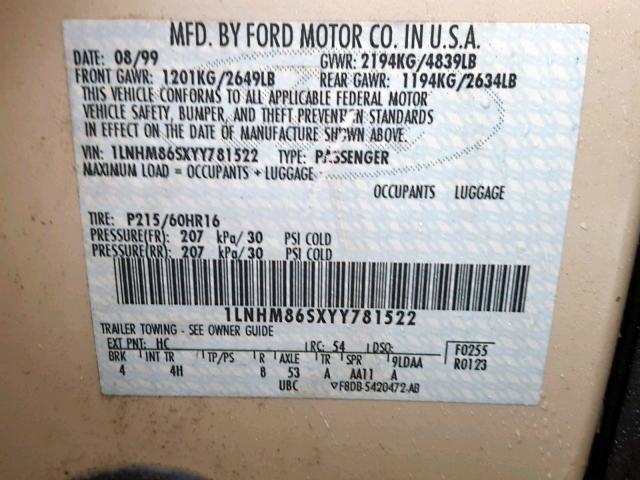 MFD. BY FORD MOTOR CO. IN U.S.A.
DATE: 08/99 GVWR: 2194KG/4839LB
FRONT GAWR: 1201KG/2649LB REAR GAWR: 1194KG/2634LB
THIS VEHICLE CONFORMS TO ALL APPLICABLE FEDERAL MOTOR
VEHICLE SAFETY, BUMPER, AND THEFT PREVENTION STANDARDS
IN EFFECT ON THE DATE OF MANUFACTURE SHOWN ABOVE.
VIN: 1LNHM86SXYY781522 TYPE: PASSENGER
MAXIMUM LOAD = OCCUPANTS + LUGGAGE
OCCUPANTS LUGGAGE
TIRE: P215/60HR16
PRESSURE(FR): 207 kPa/ 30 PSI COLD
PRESSURE(RR): 207 kPa/ 30 PSI COLD
1LNHM86SXYY781522
TRAILER TOWING - SEE OWNER GUIDE
EXT PNT: HC RC: 54 DSO: F0255
BRK INT TR TP/PS R AXLE TR SPR 9LDAA R0123
4 4H 8 53 A AA11 A
UBC ▽F8DB-5420472-AB